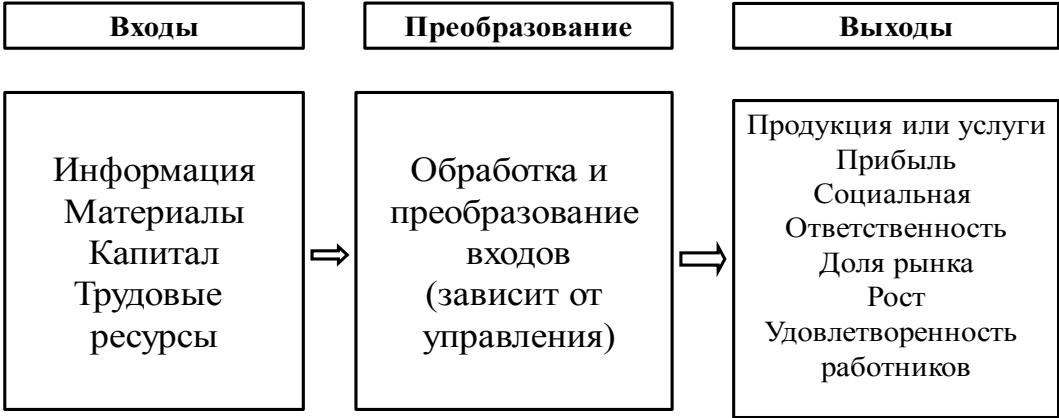 Входы
Преобразование
Выходы
Информация
Материалы
Капитал
Трудовые
ресурсы
Обработка и
преобразование
входов
(зависит от
управления)
Продукция или услуги
Прибыль
Социальная
Ответственность
Доля рынка
Рост
Удовлетворенность
работников